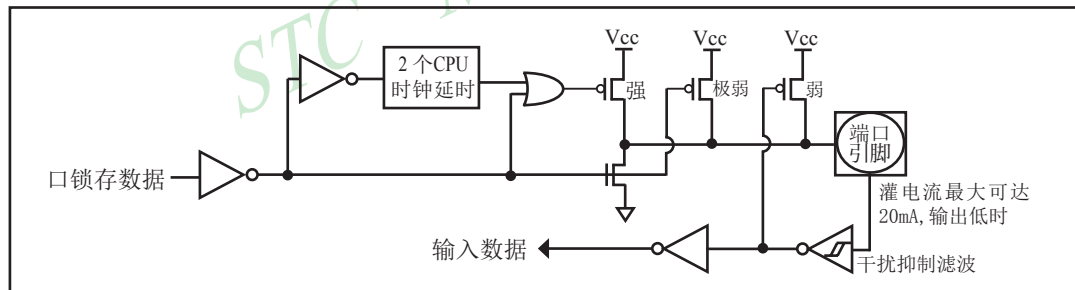 STC
Vcc
Vcc
Vcc
2个CPU
时钟延时
强
极弱
弱
端口
引脚
口锁存数据
灌电流最大可达
20mA,输出低时
输入数据
干扰抑制滤波